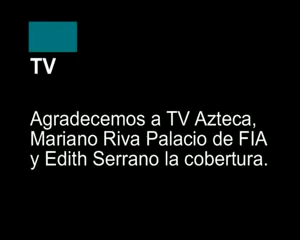 TV
Agradecemos a TV Azteca,
Mariano Riva Palacio de FIA
y Edith Serrano la cobertura.